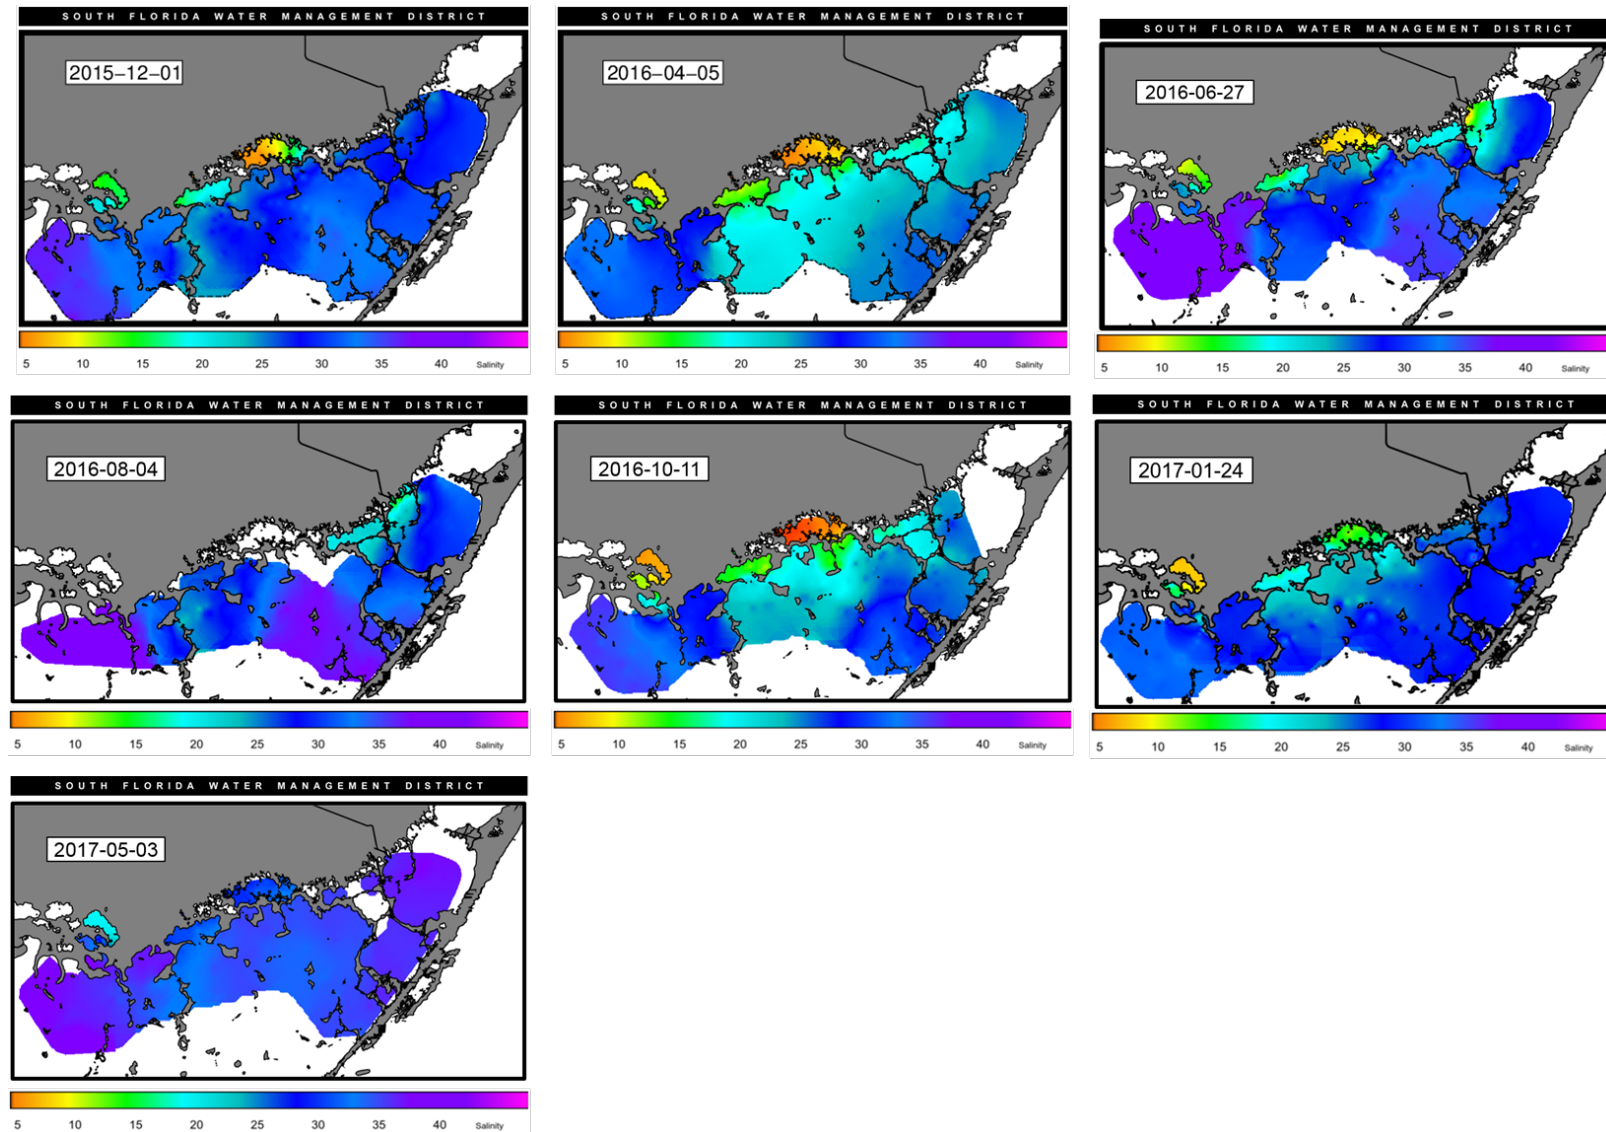 SOUTH FLORIDA WATER MANAGEMENT DISTRICT
2015–12–01
5 10 15 20 25 30 35 40 Salinity
SOUTH FLORIDA WATER MANAGEMENT DISTRICT
2016–04–05
5 10 15 20 25 30 35 40 Salinity
SOUTH FLORIDA WATER MANAGEMENT DISTRICT
2016-06-27
5 10 15 20 25 30 35 40 Salinity
SOUTH FLORIDA WATER MANAGEMENT DISTRICT
2016-08-04
5 10 15 20 25 30 35 40 Salinity
SOUTH FLORIDA WATER MANAGEMENT DISTRICT
2016-10-11
5 10 15 20 25 30 35 40 Salinity
SOUTH FLORIDA WATER MANAGEMENT DISTRICT
2017-01-24
5 10 15 20 25 30 35 40 Salinity
SOUTH FLORIDA WATER MANAGEMENT DISTRICT
2017-05-03
5 10 15 20 25 30 35 40 Salinity